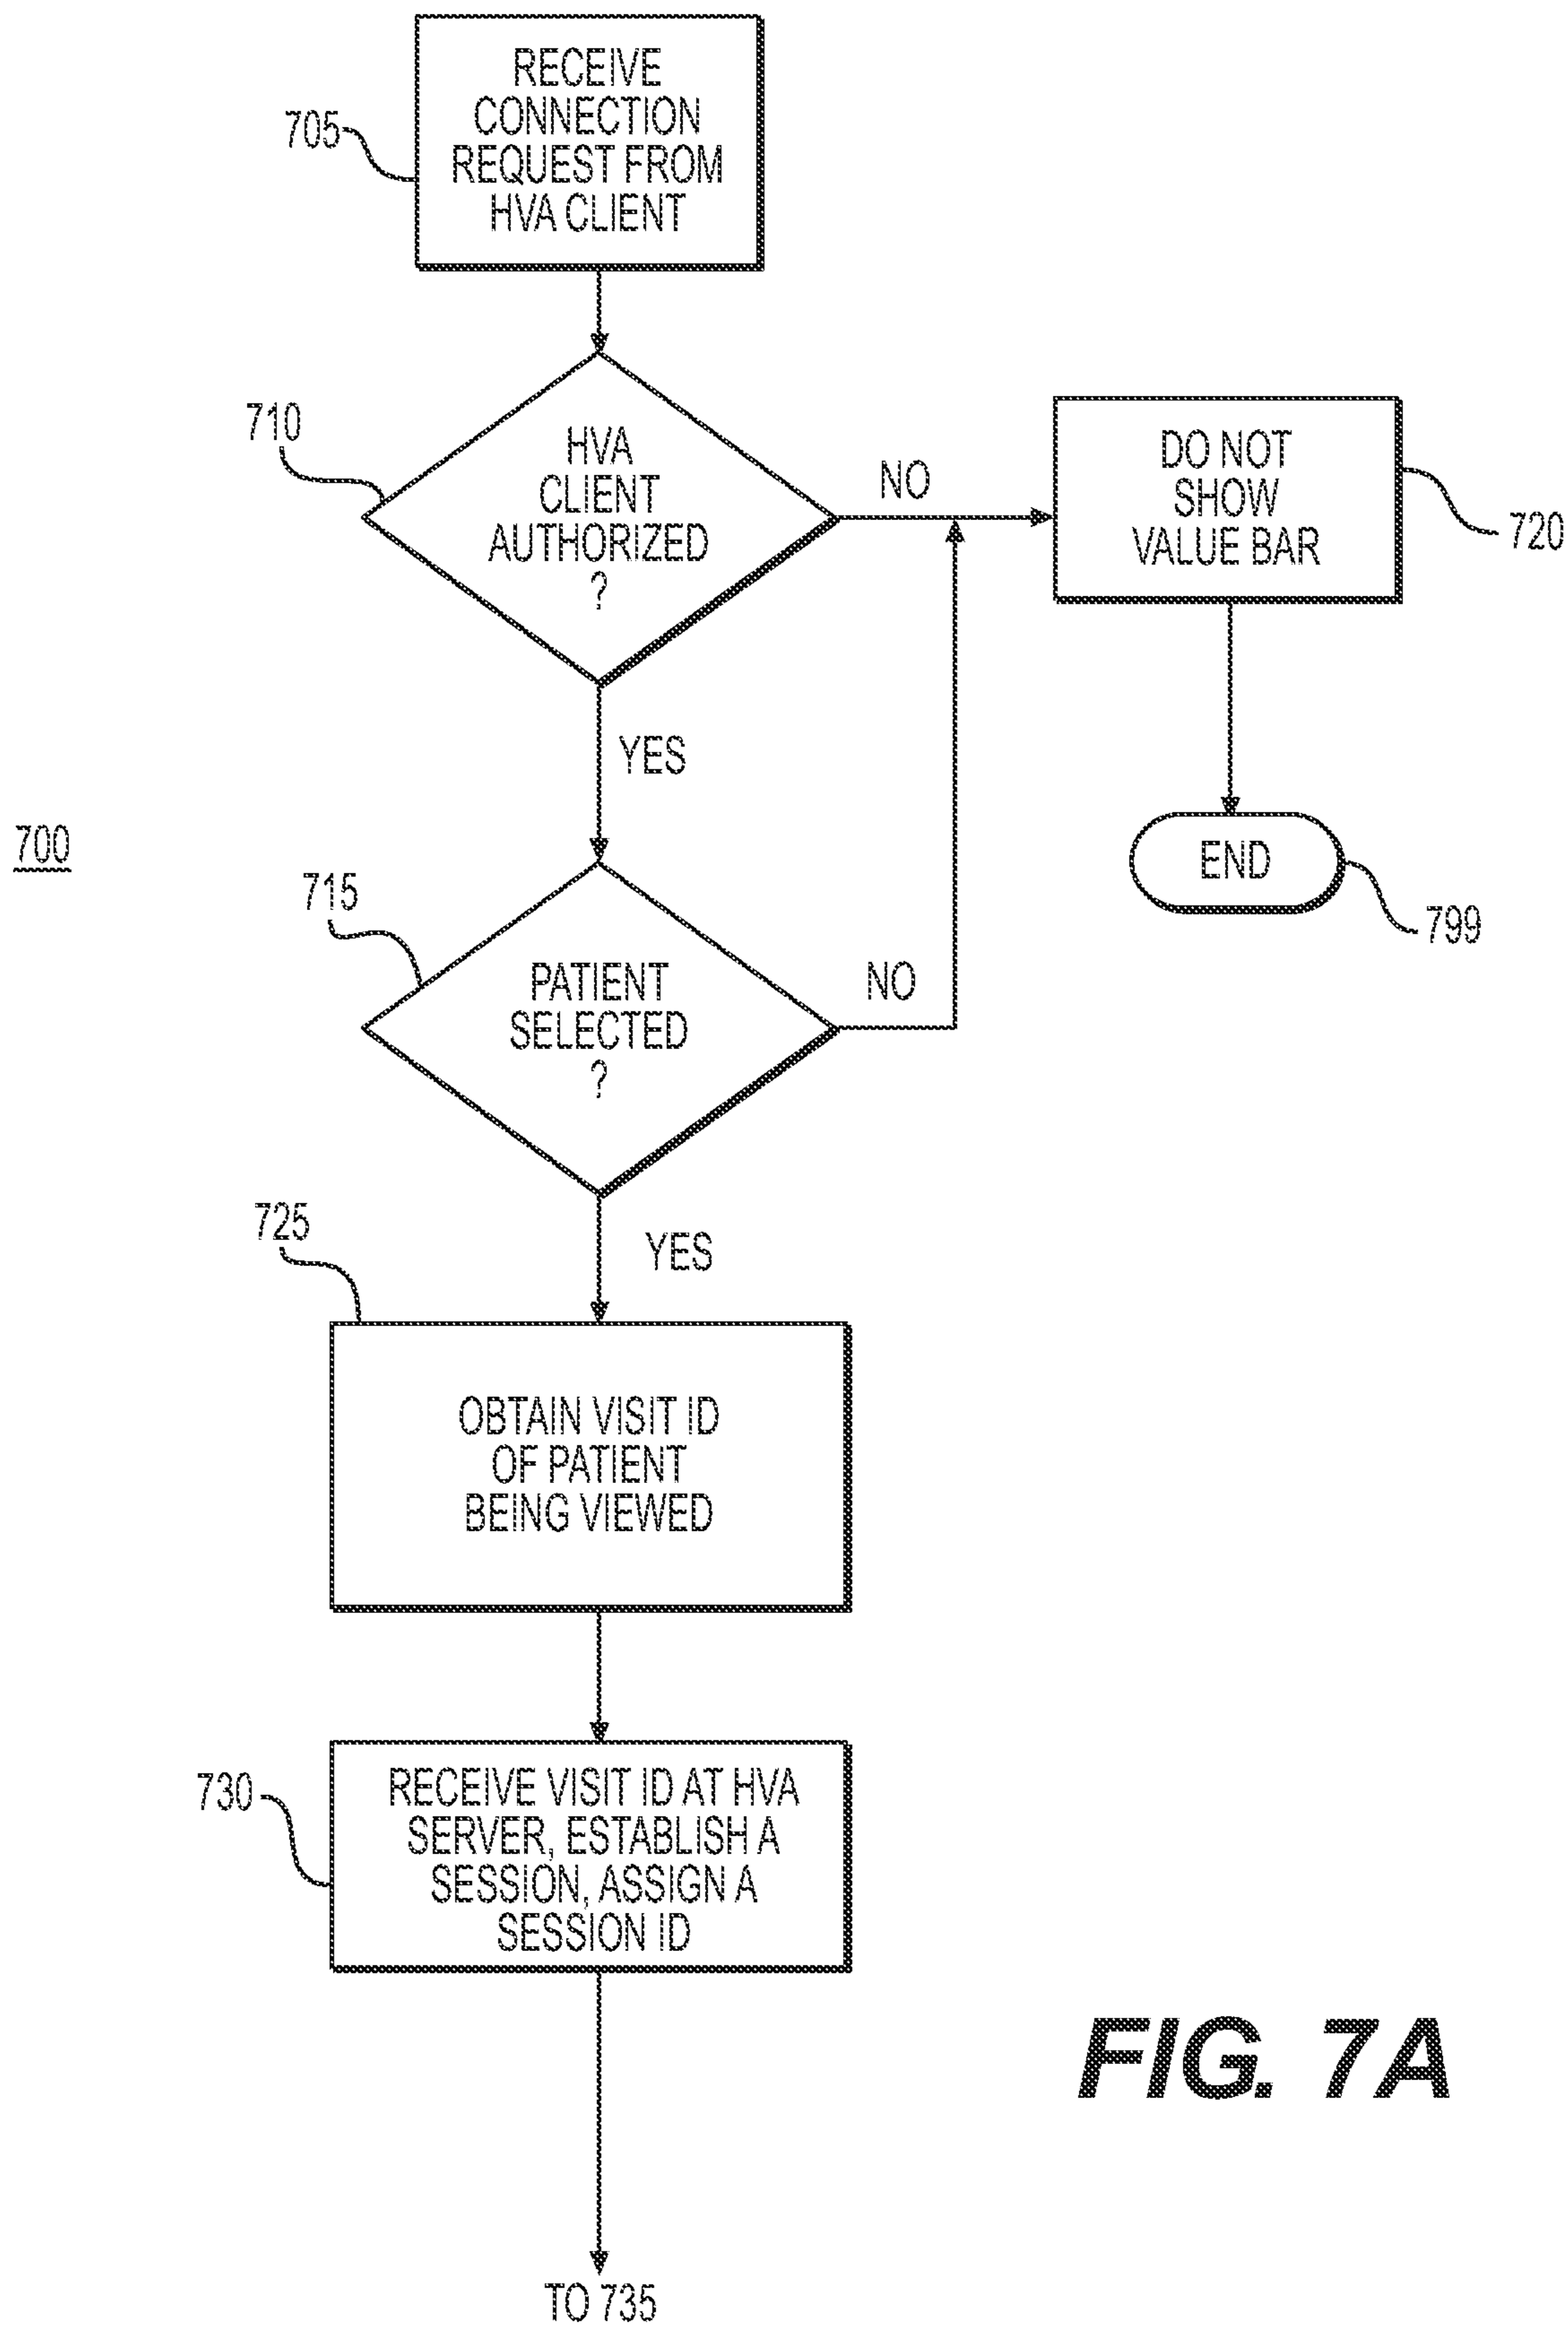 RECEIVE
CONNECTION
REQUEST FROM
HVA CLIENT
705
710
HVA
CLIENT
AUTHORIZED
?
NO
DO NOT
SHOW
VALUE BAR
720
YES
700
END
799
715
PATIENT
SELECTED
?
NO
YES
725
OBTAIN VISIT ID
OF PATIENT
BEING VIEWED
730
RECEIVE VISIT ID AT HVA
SERVER, ESTABLISH A
SESSION, ASSIGN A
SESSION ID
TO 735
FIG. 7A